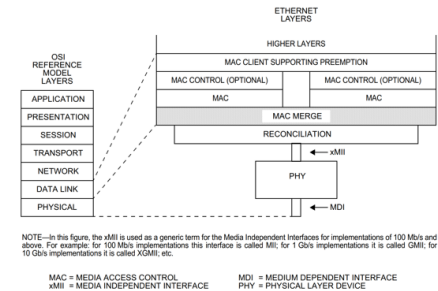 ETHERNET
LAYERS
HIGHER LAYERS
OSI
REFERENCE
MODEL
LAYERS
MAC CLIENT SUPPORTING PREEMPTION
MAC CONTROL (OPTIONAL)
MAC CONTROL (OPTIONAL)
APPLICATION
MAC
MAC
PRESENTATION
MAC MERGE
SESSION
RECONCILIATION
TRANSPORT
xMII
NETWORK
PHY
DATA LINK
PHYSICAL
MDI
NOTE—In this figure, the xMII is used as a generic term for the Media Independent Interfaces for implementations of 100 Mb/s and
above. For example: for 100 Mb/s implementations this interface is called MII; for 1 Gb/s implementations it is called GMII; for
10 Gb/s implementations it is called XGMII; etc.
MAC = MEDIA ACCESS CONTROL
MDI = MEDIUM DEPENDENT INTERFACE
xMII = MEDIA INDEPENDENT INTERFACE
PHY = PHYSICAL LAYER DEVICE